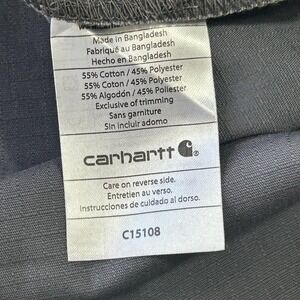 Made in Bangladesh
Fabriqué au Bangladesh
Hecho en Bangladesh
55% Cotton / 45% Polyester
55% Coton / 45% Polyester
55% Algodón / 45% Poliester
Exclusive of trimming
Sans garniture
Sin incluir adorno
carhartt
Care on reverse side.
Entretien au verso.
Instrucciones de cuidado al dorso.
C15108